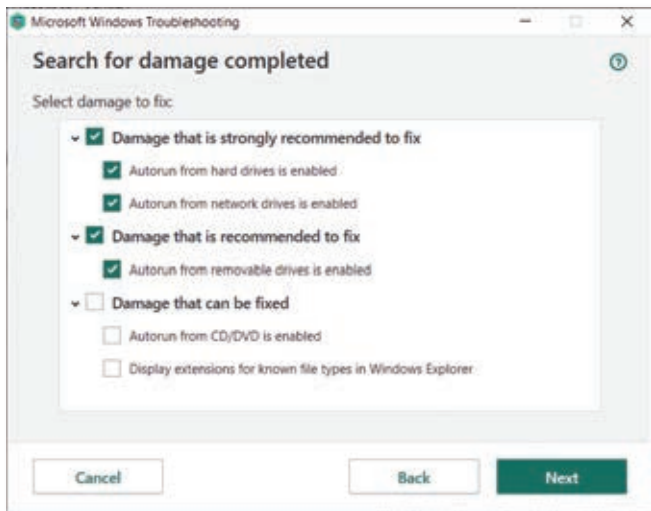 Microsoft Windows Troubleshooting
Search for damage completed
Select damage to fix:
Damage that is strongly recommended to fix
Autorun from hard drives is enabled
Autorun from network drives is enabled
Damage that is recommended to fix
Autorun from removable drives is enabled
Damage that can be fixed
Autorun from CD/DVD is enabled
Display extensions for known file types in Windows Explorer
Cancel Back Next